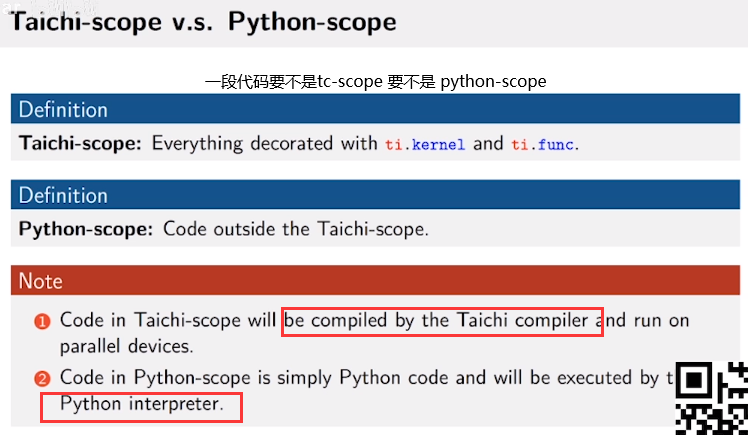 Taichi-scope v.s. Python-scope
一段代码要不是tc-scope 要不是 python-scope
Definition
Taichi-scope: Everything decorated with ti.kernel and ti.func.
Definition
Python-scope: Code outside the Taichi-scope.
Note
1 Code in Taichi-scope will be compiled by the Taichi compiler and run on
parallel devices.
2 Code in Python-scope is simply Python code and will be executed by
Python interpreter.